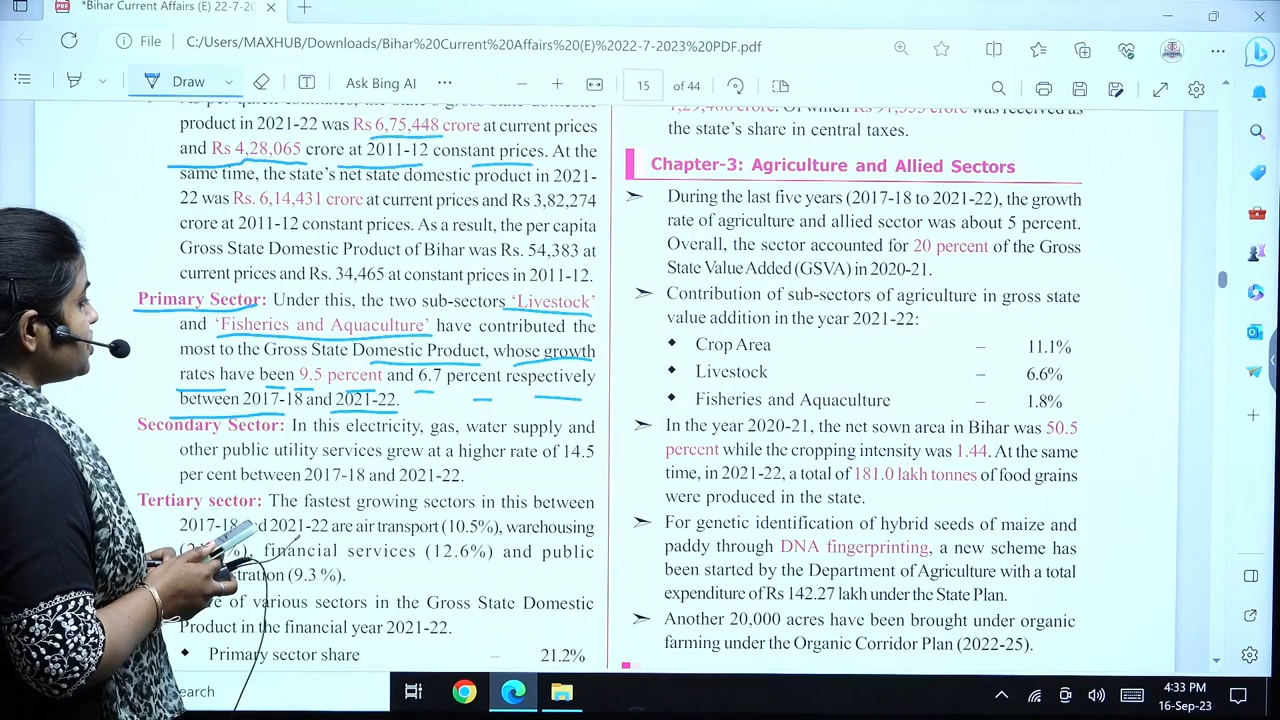 *Bihar Current Affairs (E) 22-7-20
File
C:/Users/MAXHUB/Downloads/Bihar%20Current%20Affairs%20(E)%2022-7-2023%20PDF.pdf
Draw
Ask Bing AI
15 of 44
product in 2021-22 was Rs 6,75,448 crore at current prices
and Rs 4,28,065 crore at 2011-12 constant prices. At the
same time, the state's net state domestic product in 2021-
22 was Rs. 6,14,431 crore at current prices and Rs 3,82,274
crore at 2011-12 constant prices. As a result, the per capita
Gross State Domestic Product of Bihar was Rs. 54,383 at
current prices and Rs. 34,465 at constant prices in 2011-12.
Primary Sector: Under this, the two sub-sectors 'Livestock'
and 'Fisheries and Aquaculture' have contributed the
most to the Gross State Domestic Product, whose growth
rates have been 9.5 percent and 6.7 percent respectively
between 2017-18 and 2021-22.
Secondary Sector: In this electricity, gas, water supply and
other public utility services grew at a higher rate of 14.5
per cent between 2017-18 and 2021-22.
Tertiary sector: The fastest growing sectors in this between
2017-18 and 2021-22 are air transport (10.5%), warehousing
financial services (12.6%) and public
stration (9.3 %).
of various sectors in the Gross State Domestic
Product in the financial year 2021-22.
◆ Primary sector share – 21.2%
the state's share in central taxes.
Chapter-3: Agriculture and Allied Sectors
➢ During the last five years (2017-18 to 2021-22), the growth
rate of agriculture and allied sector was about 5 percent.
Overall, the sector accounted for 20 percent of the Gross
State Value Added (GSVA) in 2020-21.
➢ Contribution of sub-sectors of agriculture in gross state
value addition in the year 2021-22:
◆ Crop Area – 11.1%
◆ Livestock – 6.6%
◆ Fisheries and Aquaculture – 1.8%
➢ In the year 2020-21, the net sown area in Bihar was 50.5
percent while the cropping intensity was 1.44. At the same
time, in 2021-22, a total of 181.0 lakh tonnes of food grains
were produced in the state.
➢ For genetic identification of hybrid seeds of maize and
paddy through DNA fingerprinting, a new scheme has
been started by the Department of Agriculture with a total
expenditure of Rs 142.27 lakh under the State Plan.
➢ Another 20,000 acres have been brought under organic
farming under the Organic Corridor Plan (2022-25).
earch
4:33 PM
16-Sep-23